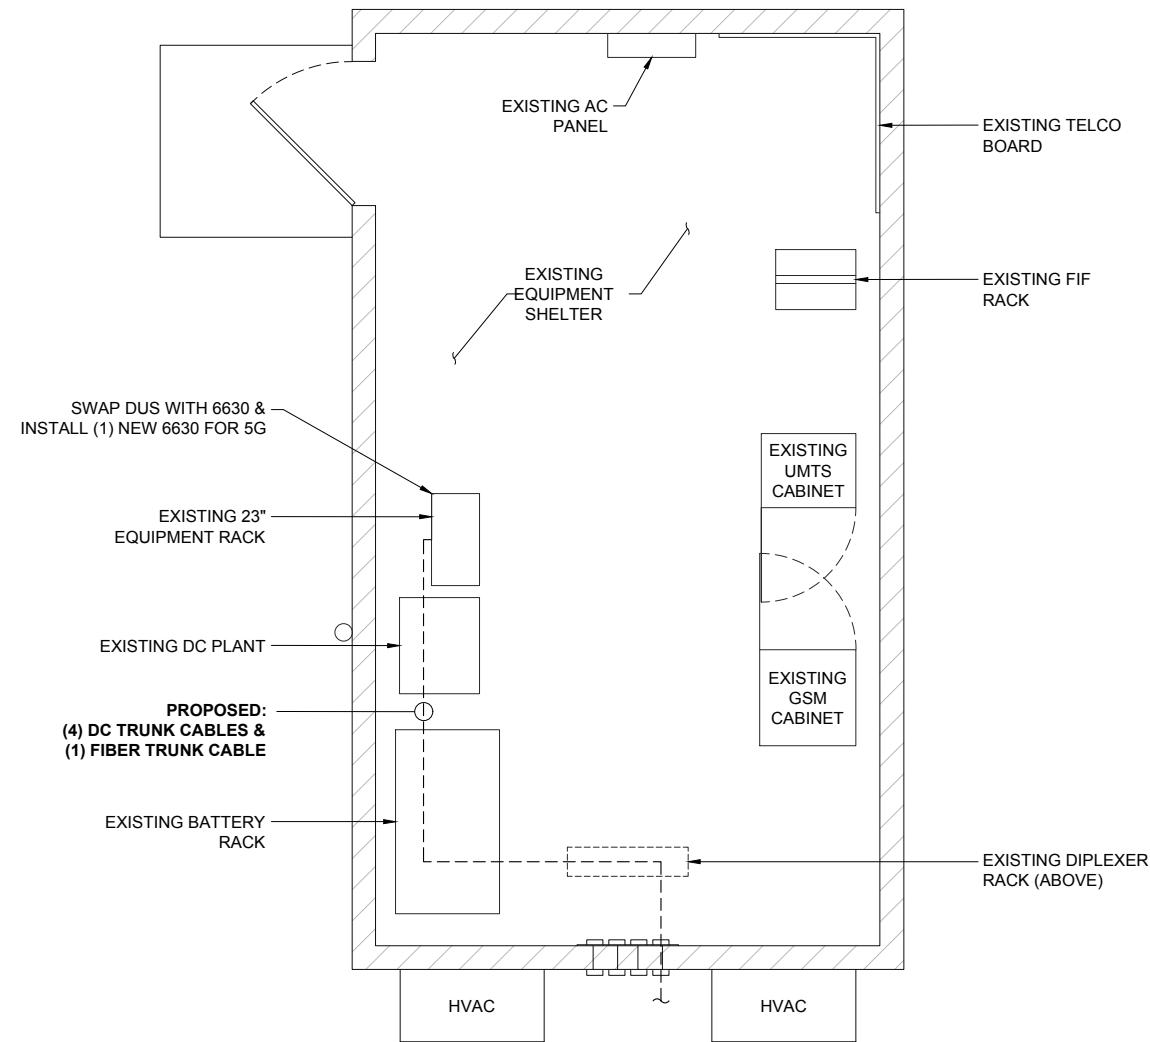 EXISTING AC
PANEL
EXISTING TELCO
BOARD
EXISTING
EQUIPMENT
SHELTER
EXISTING FIF
RACK
SWAP DUS WITH 6630 &
INSTALL (1) NEW 6630 FOR 5G
EXISTING
UMTS
CABINET
EXISTING 23"
EQUIPMENT RACK
EXISTING DC PLANT
EXISTING
GSM
CABINET
PROPOSED:
(4) DC TRUNK CABLES &
(1) FIBER TRUNK CABLE
EXISTING BATTERY
RACK
EXISTING DIPLEXER
RACK (ABOVE)
HVAC
HVAC